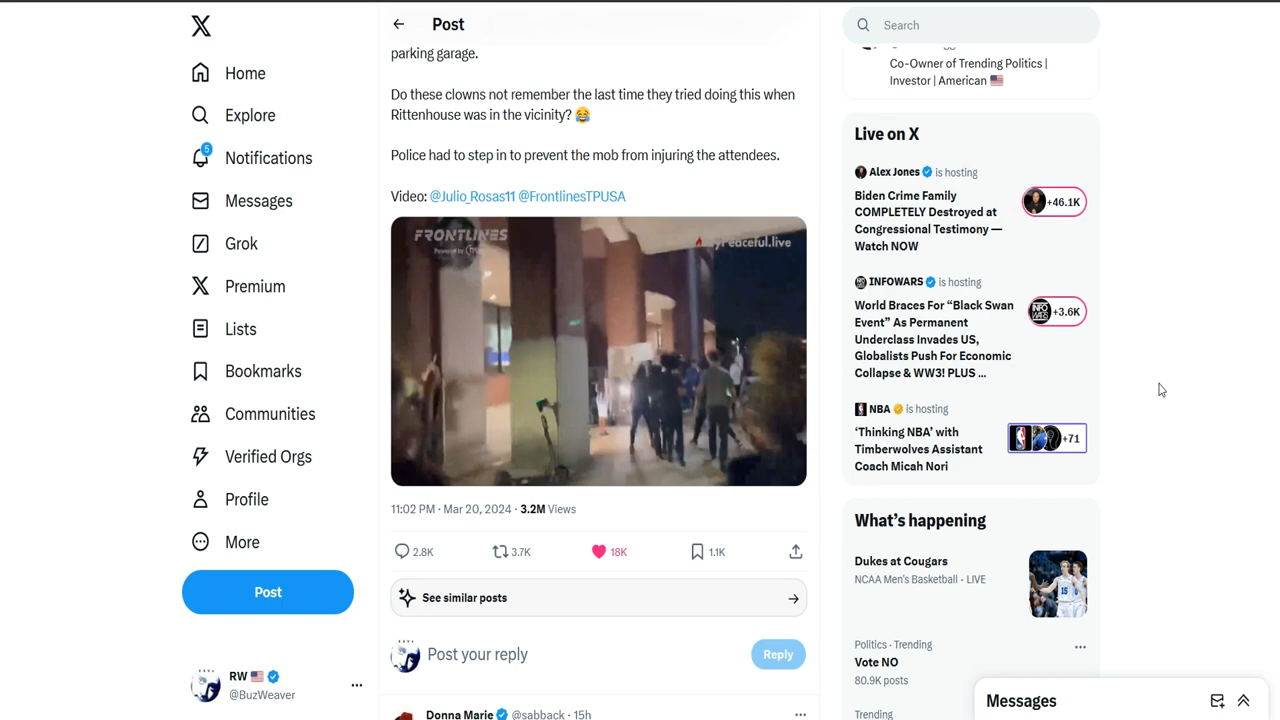 Home
Explore
5
Notifications
Messages
Grok
Premium
Lists
Bookmarks
Communities
Verified Orgs
Profile
More
Post
RW
@BuzWeaver
Post
parking garage.
Do these clowns not remember the last time they tried doing this when
Rittenhouse was in the vicinity? 😂
Police had to step in to prevent the mob from injuring the attendees.
Video: @Julio_Rosas11 @FrontlinesTPUSA
FRONTLINES
11:02 PM · Mar 20, 2024 · 3.2M Views
2.8K
3.7K
18K
1.1K
See similar posts
Post your reply
Reply
Donna Marie @sabback · 15h
Search
Co-Owner of Trending Politics |
Investor | American
Live on X
Alex Jones is hosting
Biden Crime Family
COMPLETELY Destroyed at
Congressional Testimony —
Watch NOW
+46.1K
INFOWARS is hosting
World Braces For “Black Swan
Event” As Permanent
Underclass Invades US,
Globalists Push For Economic
Collapse & WW3! PLUS ...
+3.6K
NBA is hosting
‘Thinking NBA’ with
Timberwolves Assistant
Coach Micah Nori
+71
What’s happening
Dukes at Cougars
NCAA Men's Basketball · LIVE
Politics · Trending
Vote NO
80.9K posts
Trending
Messages